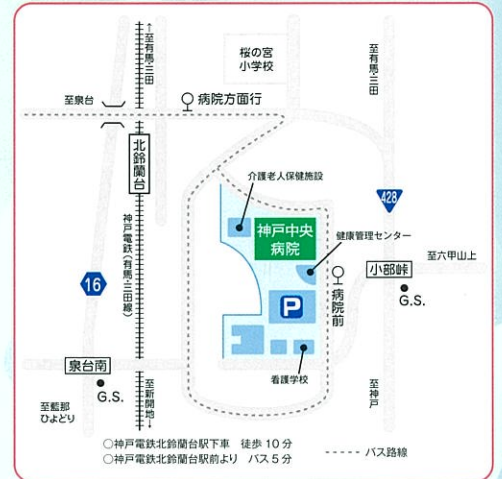 ←至有馬・三田
桜の宮
小学校
至有馬・三田
至泉台
病院方面行
北鈴蘭台
介護老人保健施設
428
神戸中央
病院
健康管理センター
神戸電鉄(有馬・三田線)
至六甲山上
小部峠
16
P
病院前
G.S.
泉台南
看護学校
G.S.
至新開地→
至神戸
至藍那
ひよどり
○神戸電鉄北鈴蘭台駅下車 徒歩10分
○神戸電鉄北鈴蘭台駅前より バス5分
バス路線